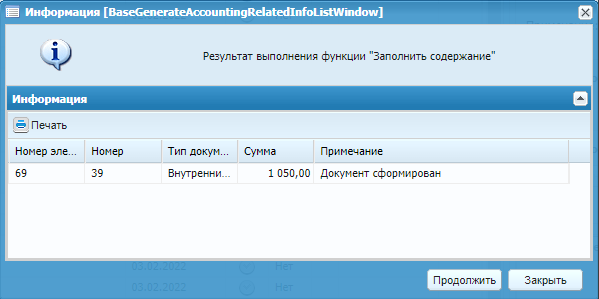 Информация [BaseGenerateAccountingRelatedInfoListWindow]
Результат выполнения функции "Заполнить содержание"
Информация
Печать
Номер эле... Номер Тип докум... Сумма Примечание
69 39 Внутренни... 1 050,00 Документ сформирован
03.02.2022 Нет
03.02.2022 Нет
Продолжить Закрыть